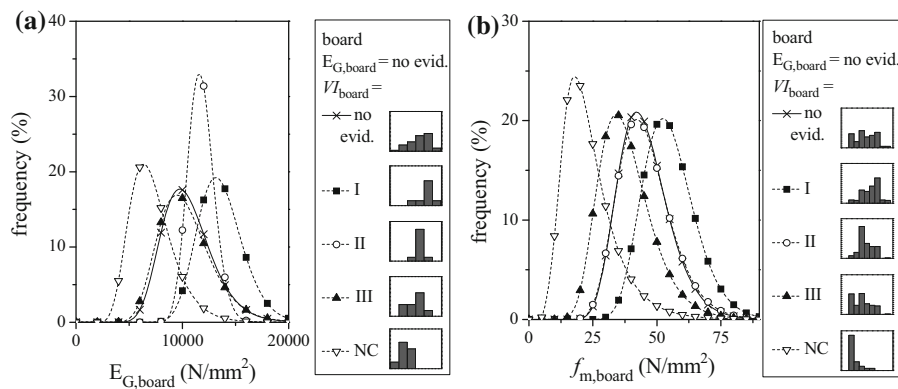 (a)
40
30
20
10
0
frequency (%)
0
10000
20000
E_G,board (N/mm²)
board
E_G,board = no evid.
VI_board =
no
evid.
I
II
III
NC
(b)
30
20
10
0
frequency (%)
0
25
50
75
f_m,board (N/mm²)
board
E_G,board = no evid.
VI_board =
no
evid.
I
II
III
NC